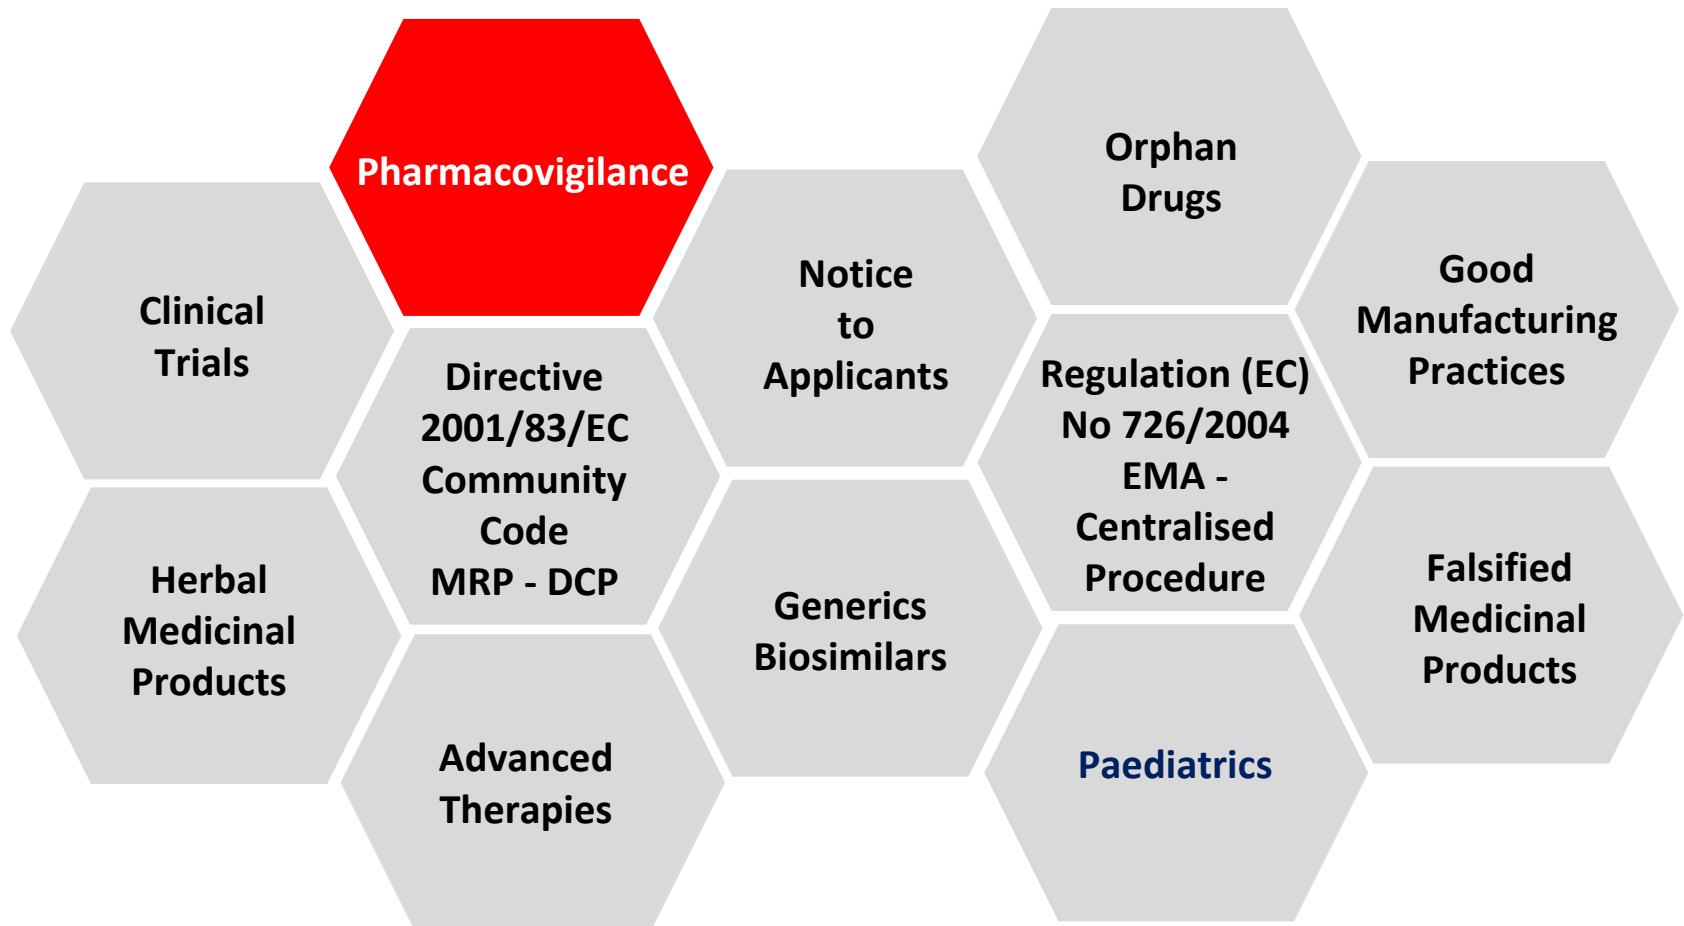 Pharmacovigilance
Orphan
Drugs
Clinical
Trials
Notice
to
Applicants
Good
Manufacturing
Practices
Directive
2001/83/EC
Community
Code
MRP - DCP
Regulation (EC)
No 726/2004
EMA -
Centralised
Procedure
Herbal
Medicinal
Products
Generics
Biosimilars
Falsified
Medicinal
Products
Advanced
Therapies
Paediatrics